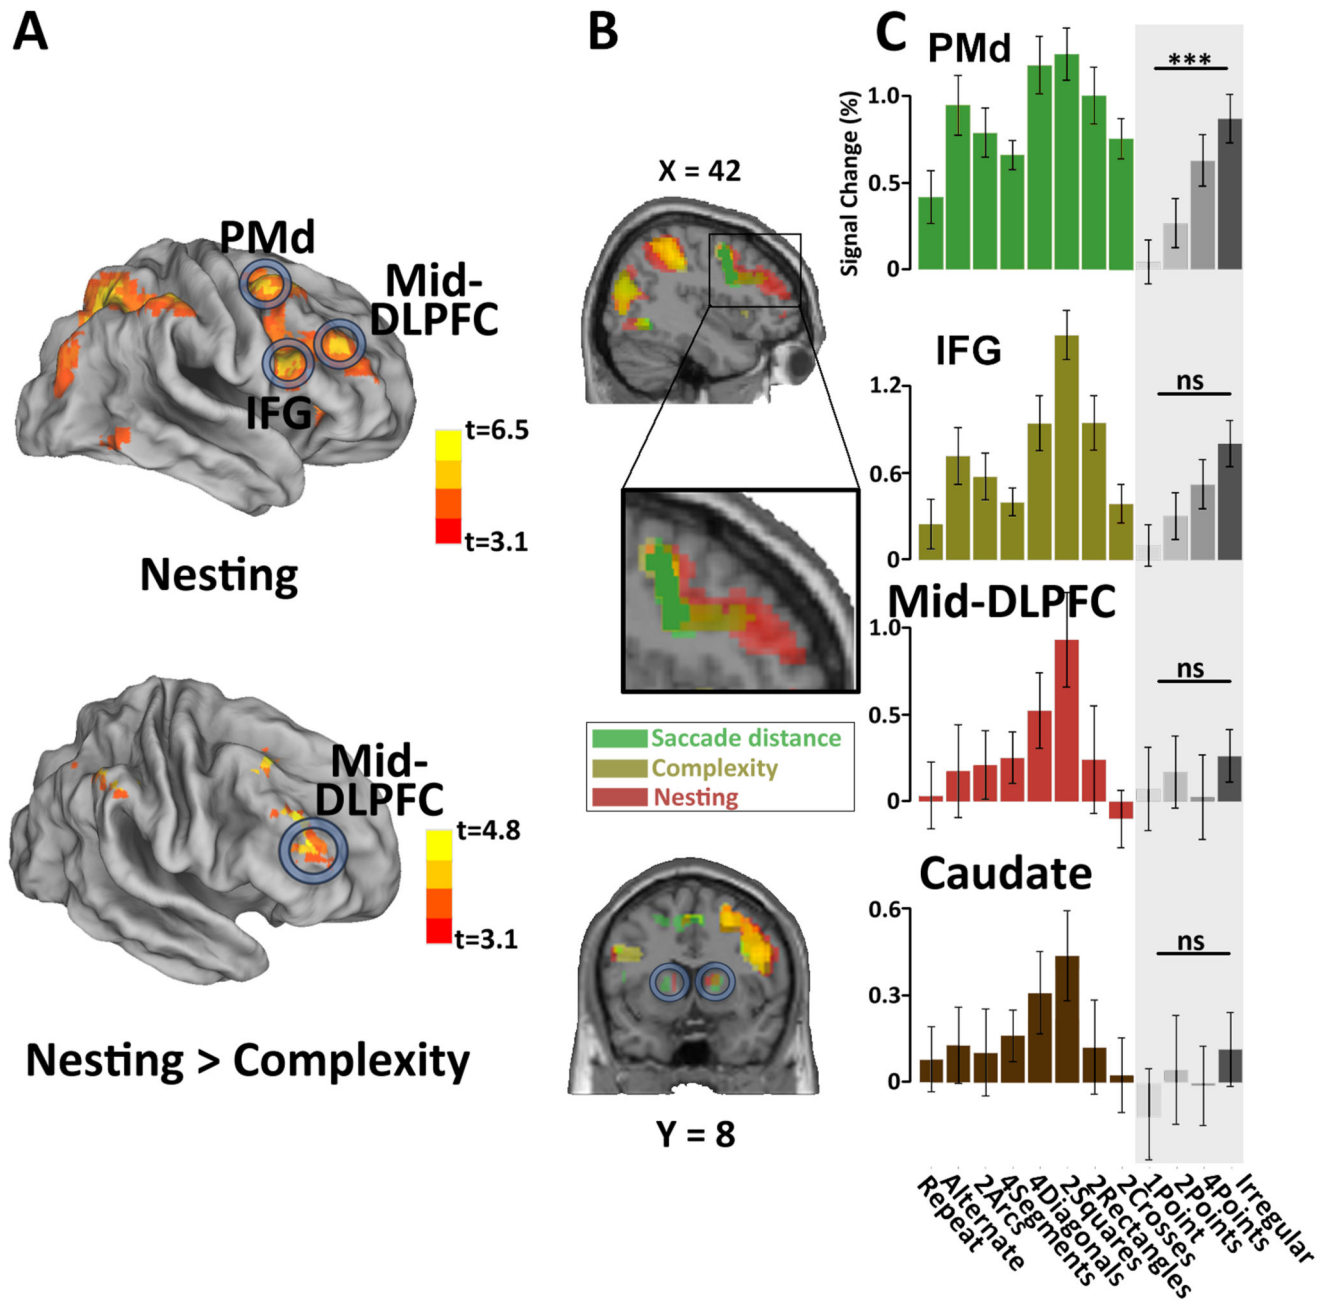 A
B
C
PMd
Mid-
DLPFC
IFG
t=6.5
t=3.1
Nesting
Mid-
DLPFC
t=4.8
t=3.1
Nesting > Complexity
X = 42
Saccade distance
Complexity
Nesting
Y = 8
PMd
Signal Change (%)
***
1.0
0.5
0
IFG
ns
1.2
0.6
0
Mid-DLPFC
ns
1.0
0.5
0
Caudate
ns
0.6
0.3
0
Repeat
Alternate
2Arcs
4Segments
4Diagonals
2Squares
2Rectangles
2Crosses
1Point
2Points
4Points
Irregular